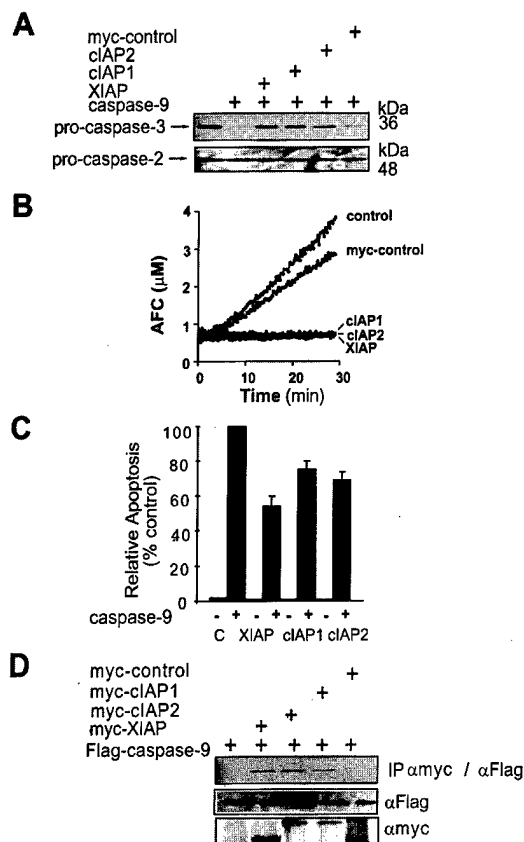 A
myc-control +
cIAP2 +
cIAP1 +
XIAP +
caspase-9 + + + + +
kDa
pro-caspase-3 → 36
kDa
pro-caspase-2 → 48
B
4
3
2
1
0
AFC (μM)
control
myc-control
cIAP1
cIAP2
XIAP
0 10 20 30
Time (min)
C
100
80
60
40
20
0
Relative Apoptosis
(% control)
caspase-9 - + - + - + - +
C XIAP cIAP1 cIAP2
D
myc-control +
myc-cIAP1 +
myc-cIAP2 +
myc-XIAP +
Flag-caspase-9 + + + + +
IP αmyc / αFlag
αFlag
αmyc